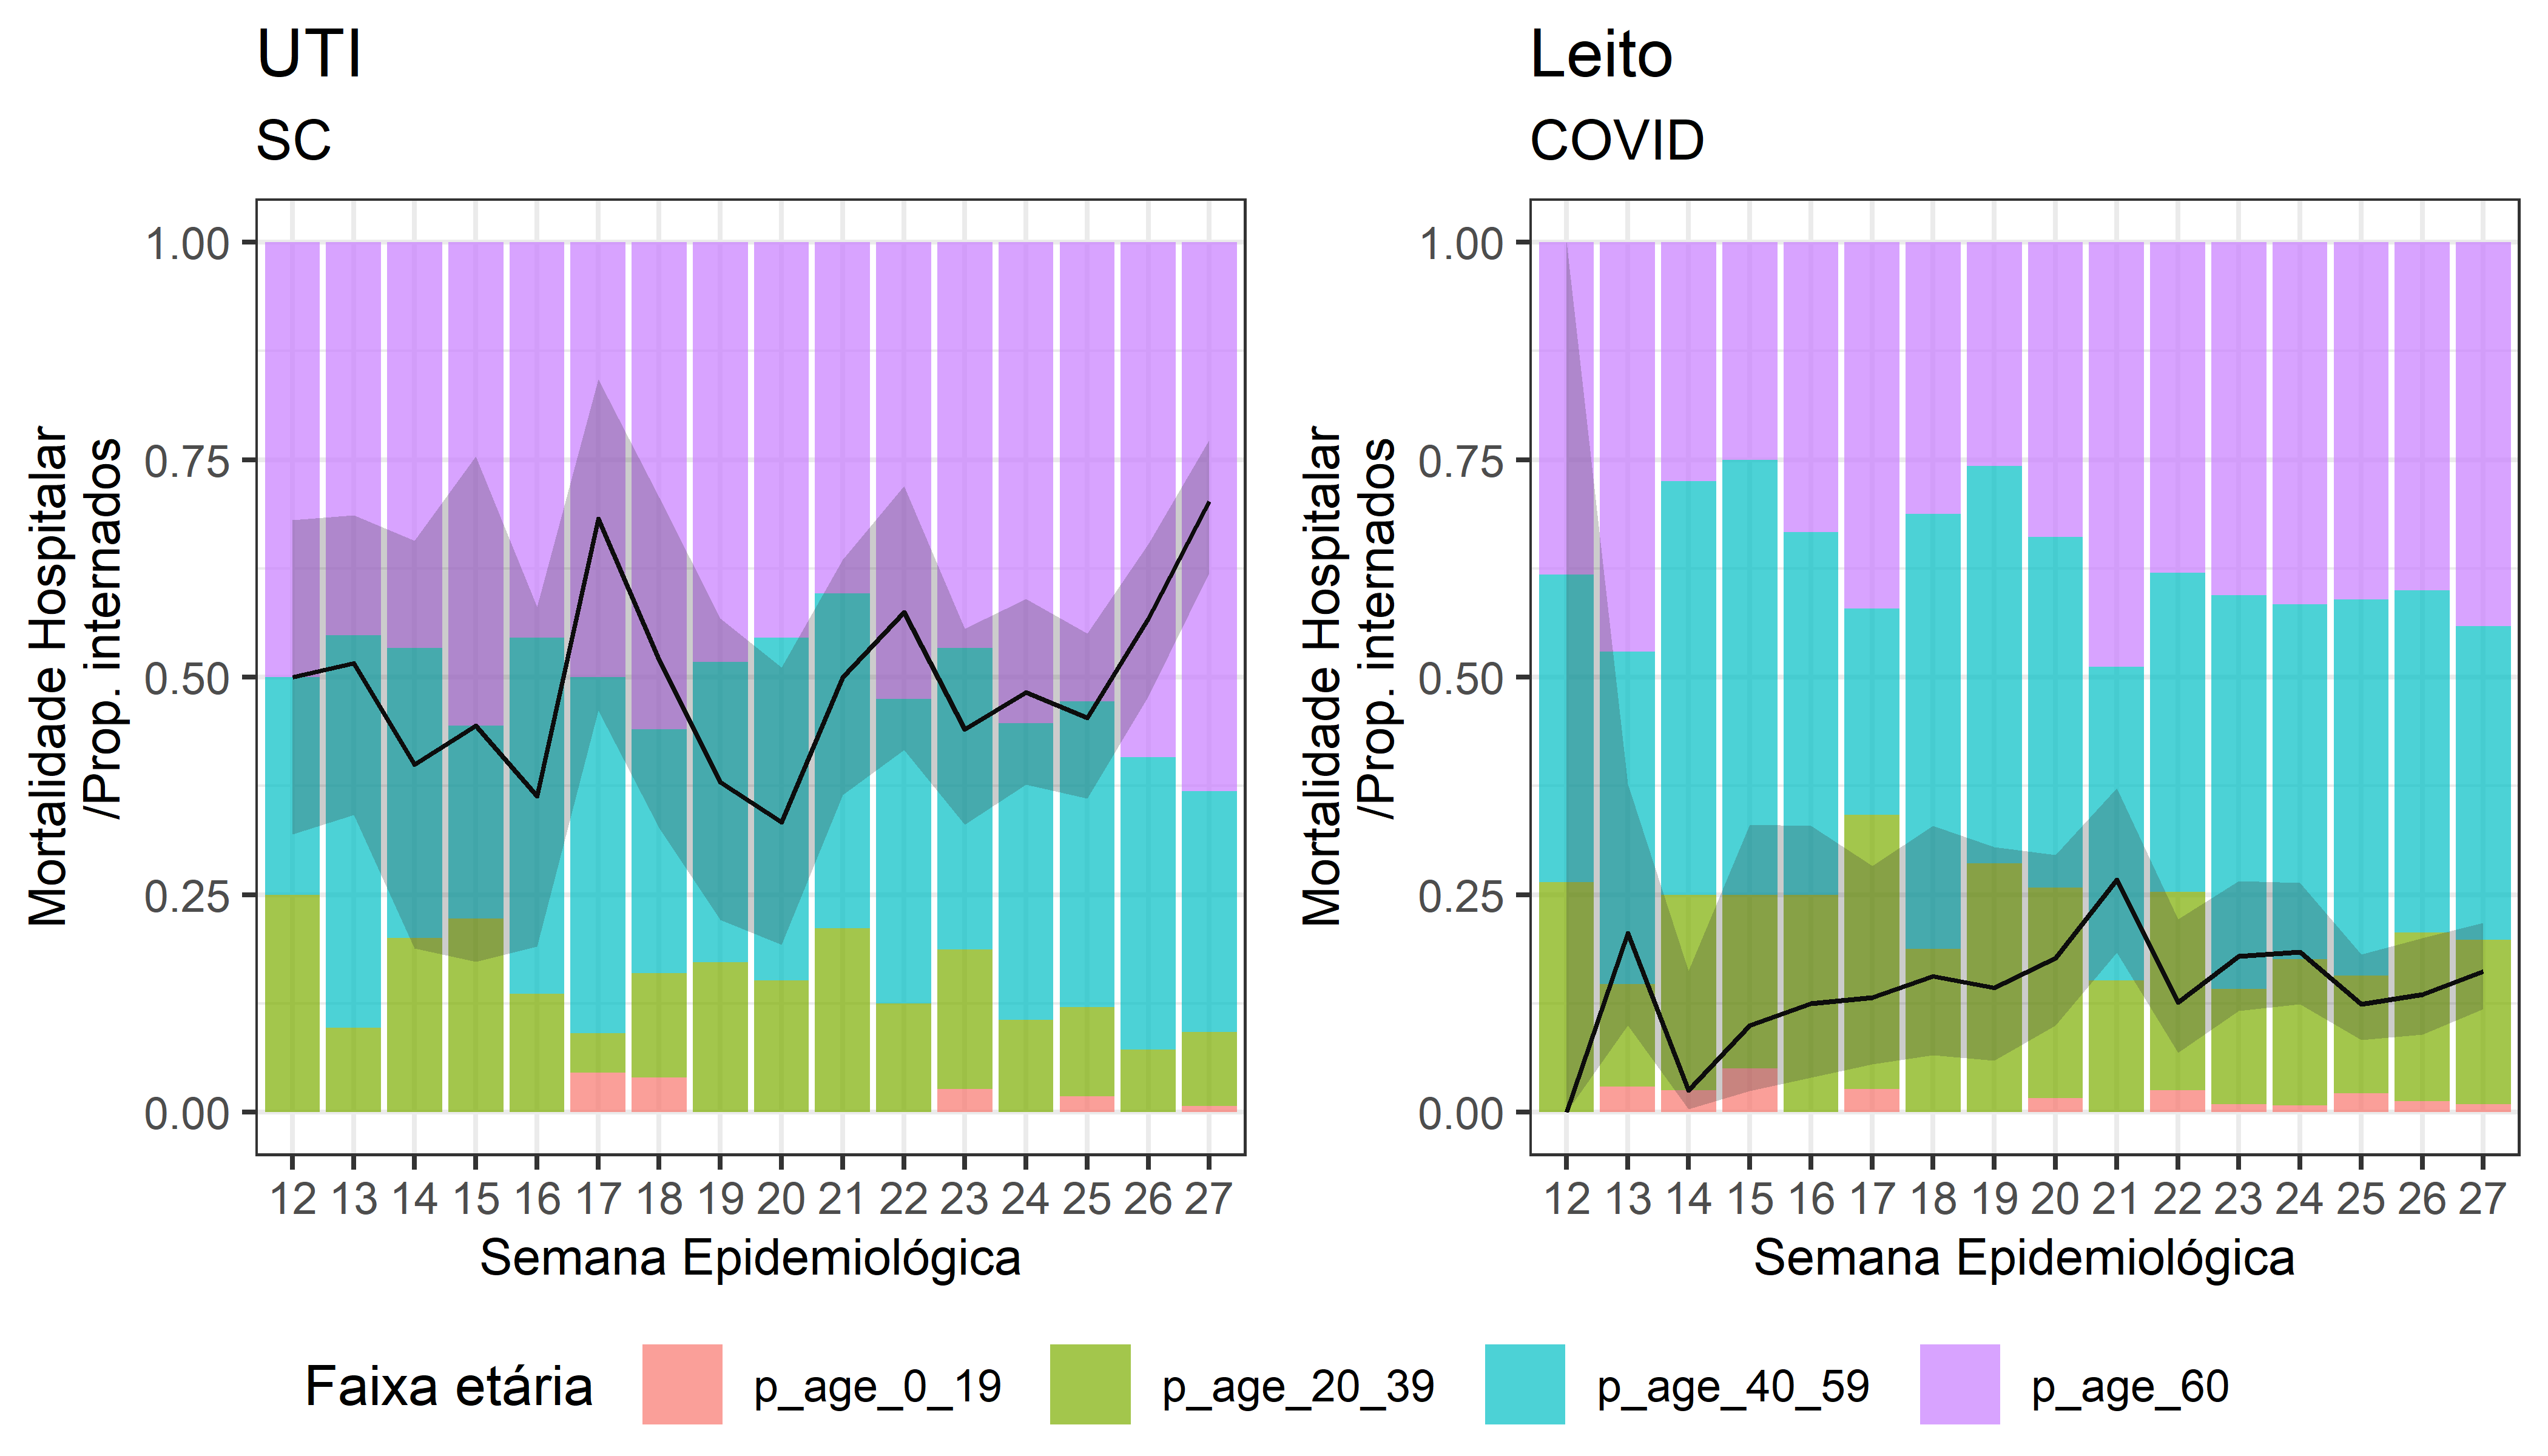 UTI
SC
Mortalidade Hospitalar
/Prop. internados
1.00
0.75
0.50
0.25
0.00
12 13 14 15 16 17 18 19 20 21 22 23 24 25 26 27
Semana Epidemiológica
Leito
COVID
Mortalidade Hospitalar
/Prop. internados
1.00
0.75
0.50
0.25
0.00
12 13 14 15 16 17 18 19 20 21 22 23 24 25 26 27
Semana Epidemiológica
Faixa etária p_age_0_19 p_age_20_39 p_age_40_59 p_age_60